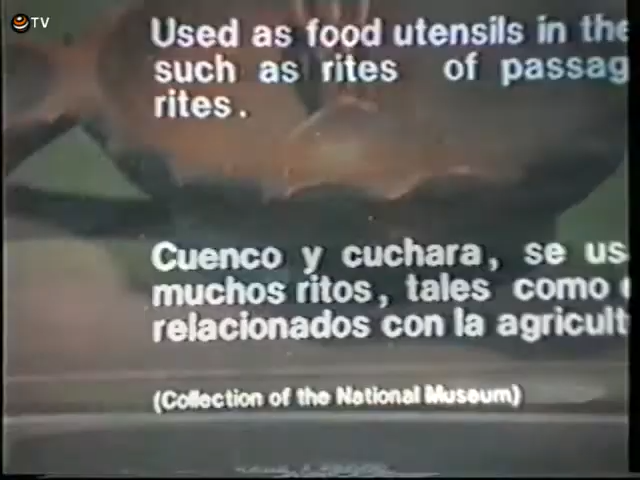 TV
Used as food utensils in the
such as rites of passag
rites.
Cuenco y cuchara, se us
muchos ritos, tales como
relacionados con la agricult
(Collection of the National Museum)